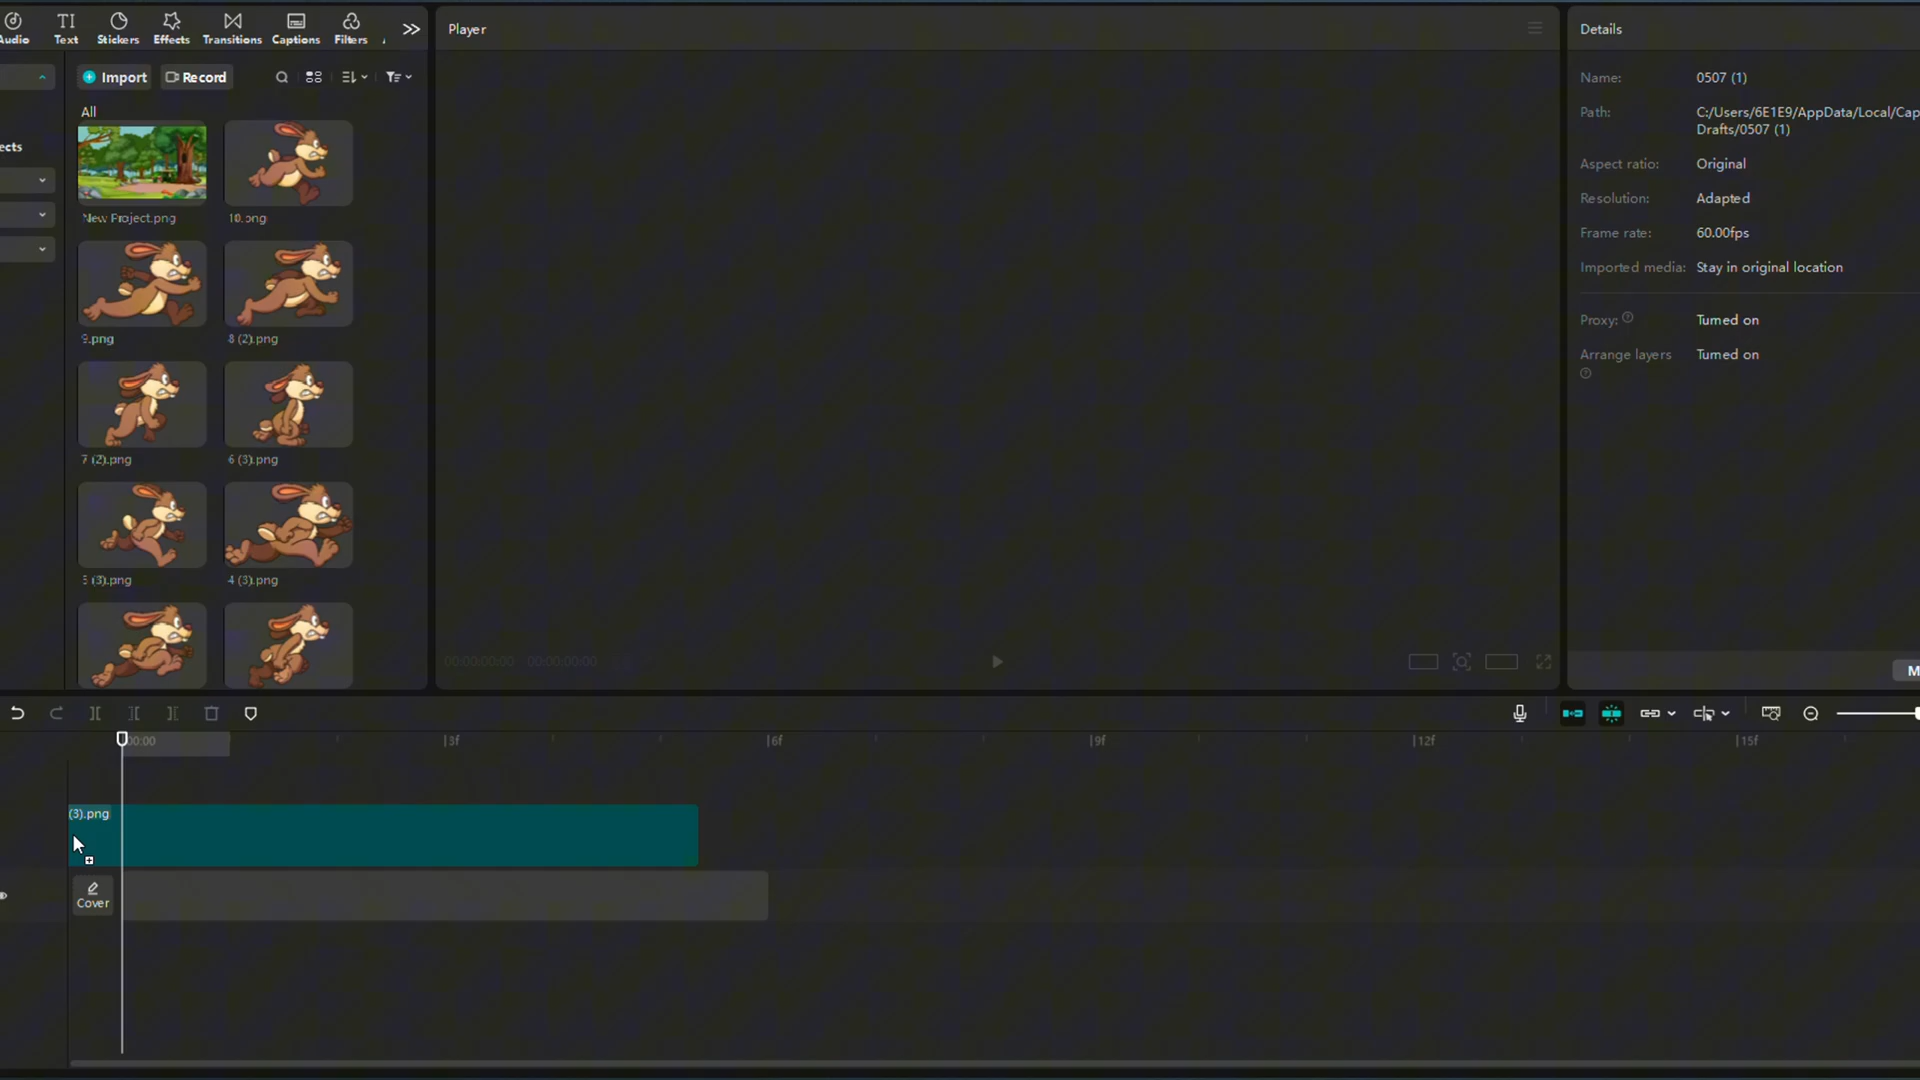 Audio
Text
Stickers
Effects
Transitions
Captions
Filters
Player
Details
Import
Record
All
ects
New Project.png
10.png
9.png
8 (2).png
7 (2).png
6 (3).png
5 (3).png
4 (3).png
Name: 0507 (1)
Path: C:/Users/6E1E9/AppData/Local/Cap
Drafts/0507 (1)
Aspect ratio: Original
Resolution: Adapted
Frame rate: 60.00fps
Imported media: Stay in original location
Proxy: Turned on
Arrange layers Turned on
00:00:00:00 00:00:00:00
M
00:00
3f
6f
9f
12f
15f
(3).png
Cover